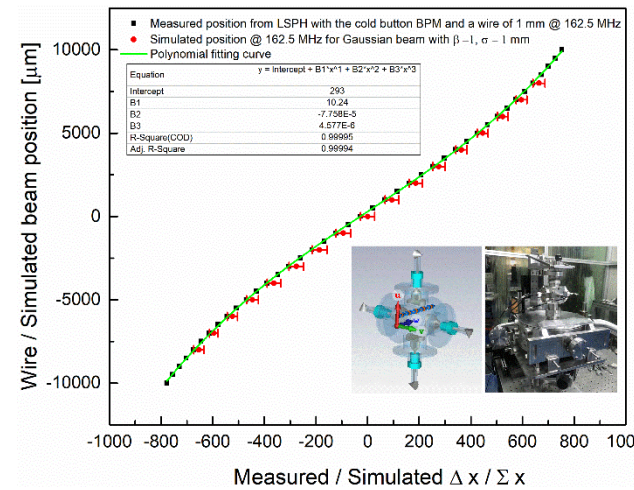 Measured position from LSPH with the cold button BPM and a wire of 1 mm @ 162.5 MHz
Simulated position @ 162.5 MHz for Gaussian beam with β~1, σ ~ 1 mm
Polynomial fitting curve
Equation y = Intercept + B1*x^1 + B2*x^2 + B3*x^3
Intercept 293
B1 10.24
B2 -7.758E-5
B3 4.577E-6
R-Square(COD) 0.99995
Adj. R-Square 0.99994
10000
5000
0
-5000
-10000
Wire / Simulated beam position [μm]
-1000 -800 -600 -400 -200 0 200 400 600 800 1000
Measured / Simulated Δ x / Σ x